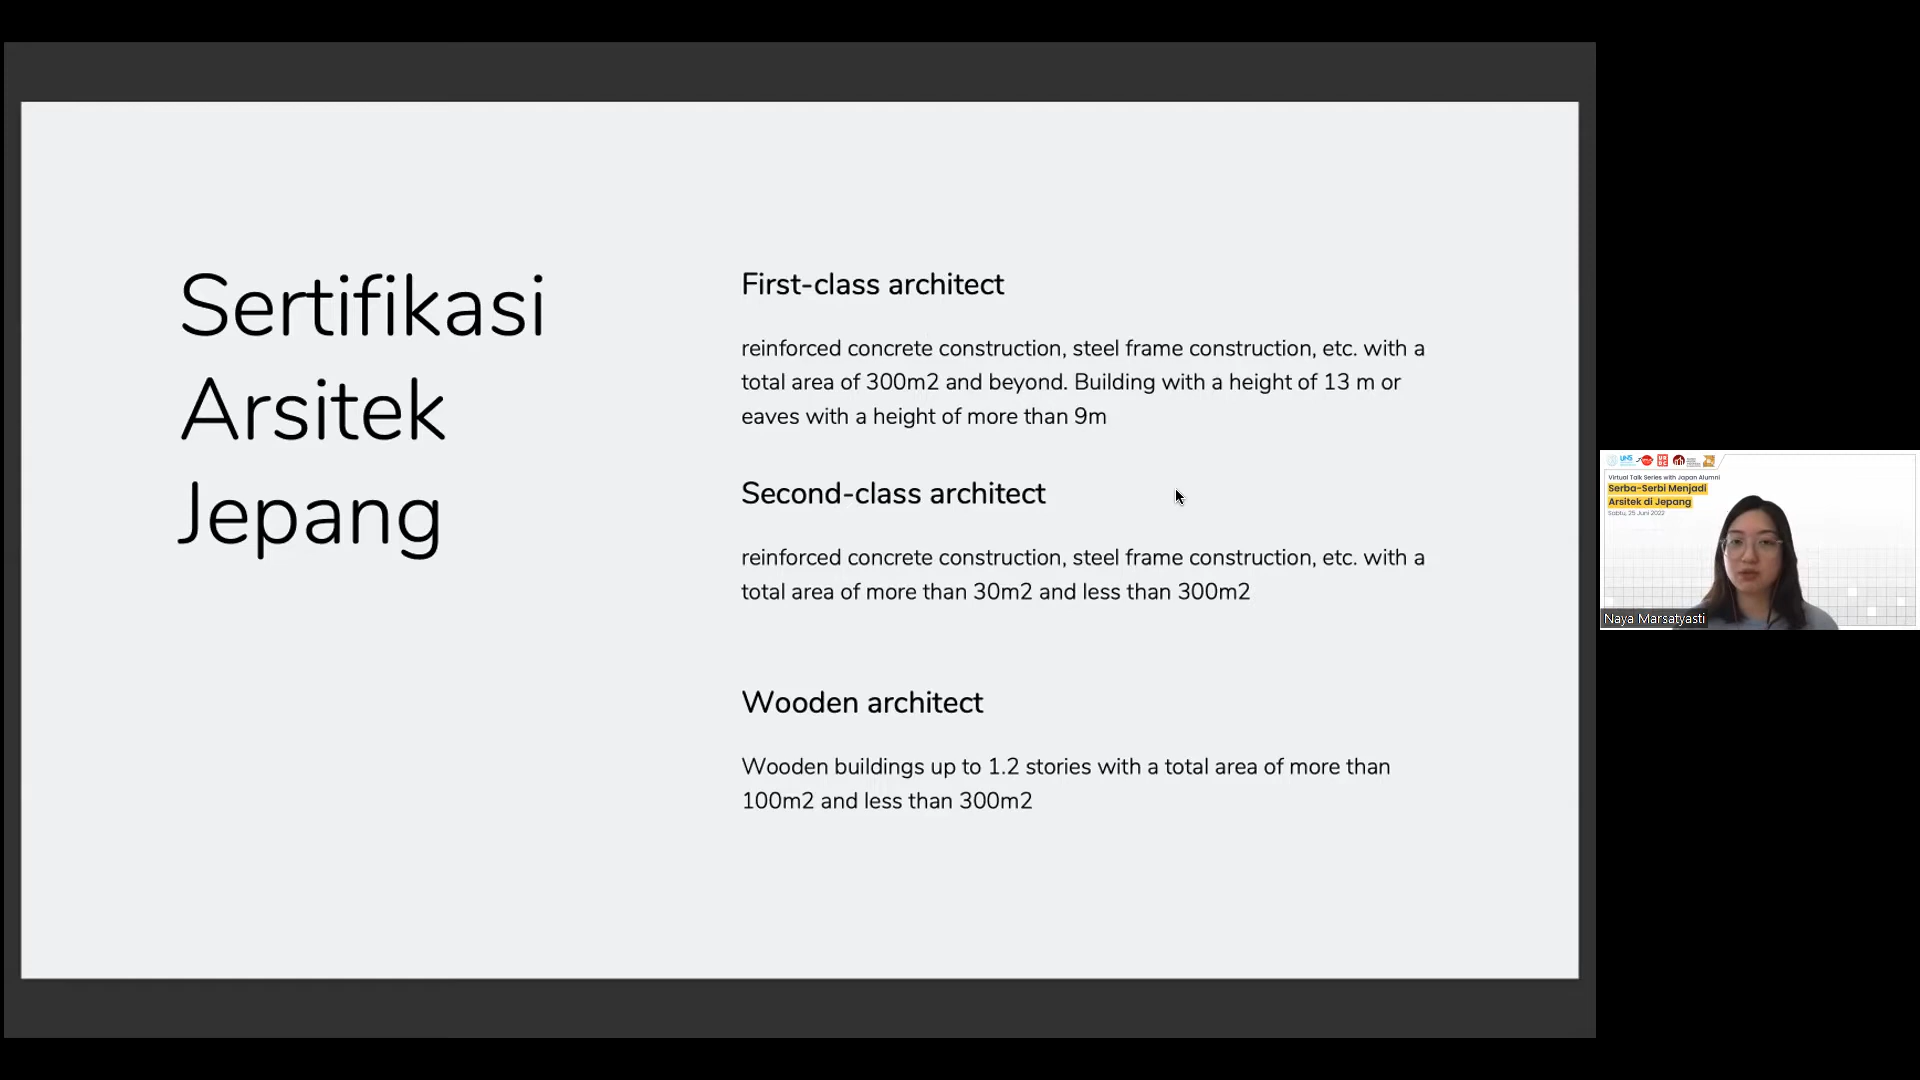 Sertifikasi
Arsitek
Jepang
First-class architect
reinforced concrete construction, steel frame construction, etc. with a
total area of 300m2 and beyond. Building with a height of 13 m or
eaves with a height of more than 9m
Second-class architect
reinforced concrete construction, steel frame construction, etc. with a
total area of more than 30m2 and less than 300m2
Wooden architect
Wooden buildings up to 1.2 stories with a total area of more than
100m2 and less than 300m2
UNS
Virtual Talk Series with Japan Alumni
Serba-Serbi Menjadi
Arsitek di Jepang
Sabtu, 25 Juni 2022
Naya Marsatyasti